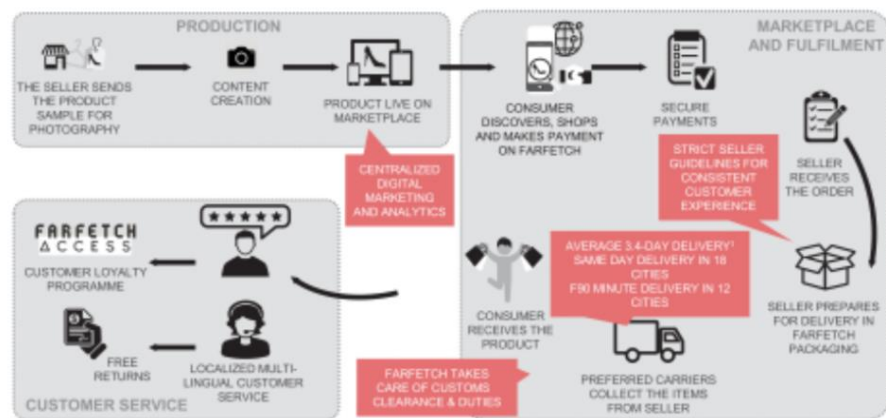 PRODUCTION
THE SELLER SENDS
THE PRODUCT
SAMPLE FOR
PHOTOGRAPHY
CONTENT
CREATION
PRODUCT LIVE ON
MARKETPLACE
CENTRALIZED
DIGITAL
MARKETING
AND ANALYTICS
MARKETPLACE
AND FULFILMENT
CONSUMER
DISCOVERS, SHOPS
AND MAKES PAYMENT
ON FARFETCH
SECURE
PAYMENTS
SELLER
RECEIVES
THE ORDER
STRICT SELLER
GUIDELINES FOR
CONSISTENT
CUSTOMER
EXPERIENCE
SELLER PREPARES
FOR DELIVERY IN
FARFETCH
PACKAGING
AVERAGE 3.4-DAY DELIVERY¹
SAME DAY DELIVERY IN 18
CITIES
F90 MINUTE DELIVERY IN 12
CITIES
PREFERRED CARRIERS
COLLECT THE ITEMS
FROM SELLER
FARFETCH TAKES
CARE OF CUSTOMS
CLEARANCE & DUTIES
CONSUMER
RECEIVES THE
PRODUCT
FARFETCH
ACCESS
CUSTOMER LOYALTY
PROGRAMME
FREE
RETURNS
LOCALIZED MULTI-
LINGUAL CUSTOMER
SERVICE
CUSTOMER SERVICE